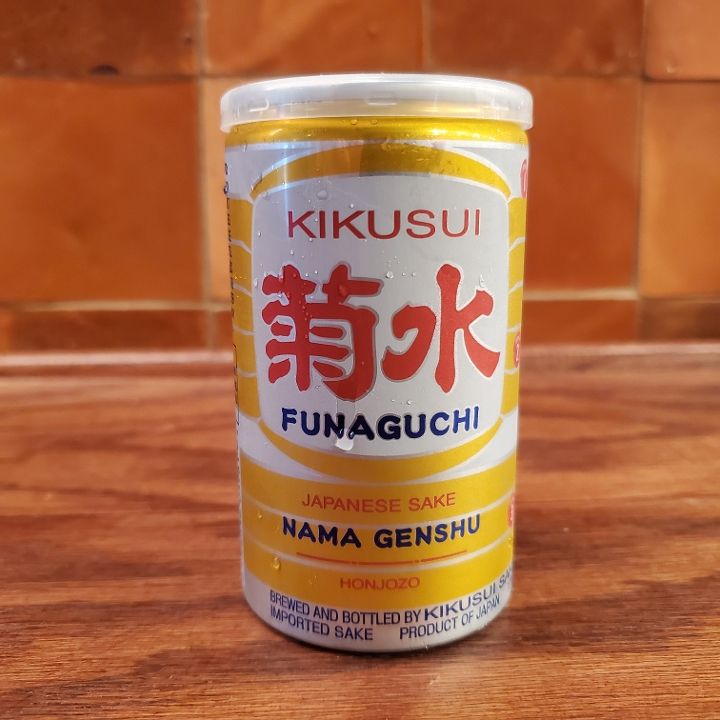 KIKUSUI
菊水
FUNAGUCHI
JAPANESE SAKE
NAMA GENSHU
HONJOZO
BREWED AND BOTTLED BY KIKUSUI
IMPORTED SAKE PRODUCT OF JAPAN